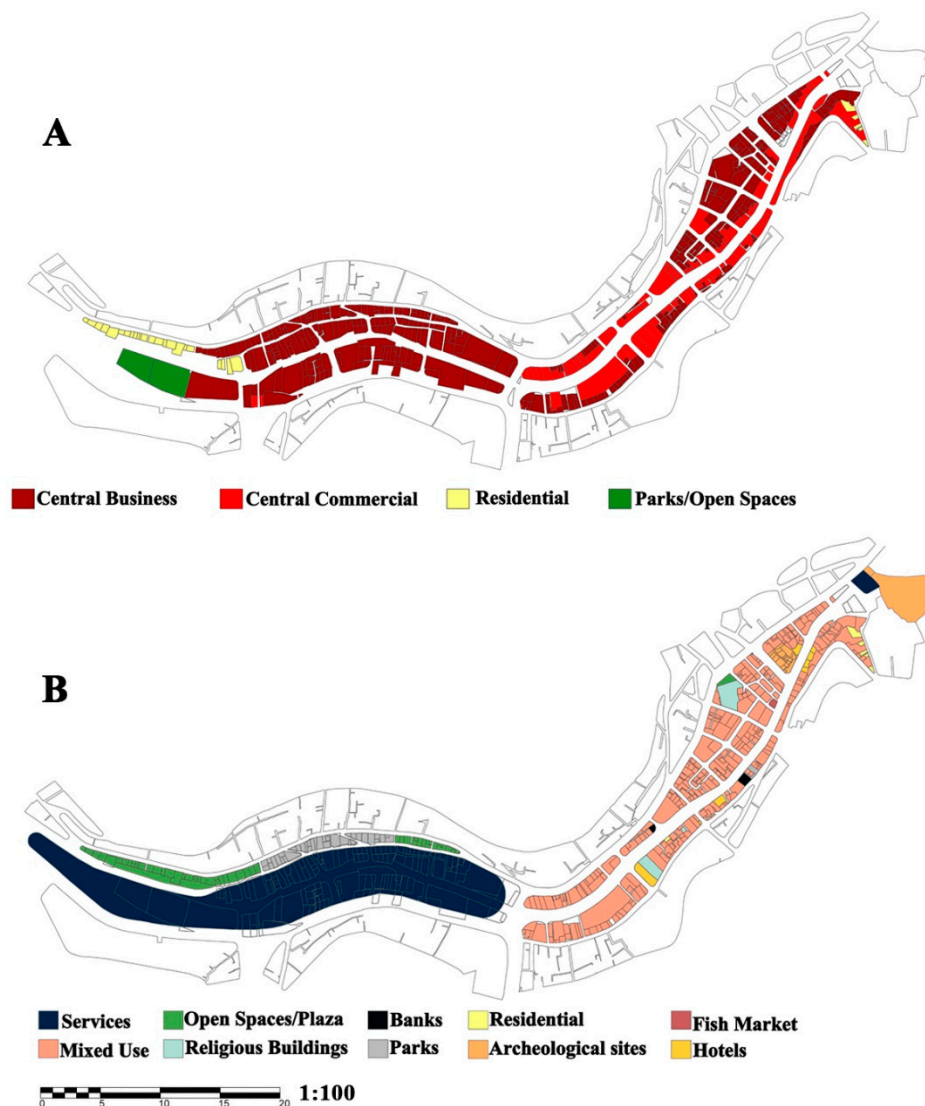 A
Central Business Central Commercial Residential Parks/Open Spaces
B
Services Open Spaces/Plaza Banks Residential Fish Market
Mixed Use Religious Buildings Parks Archeological sites Hotels
1:100
0 5 10 15 20